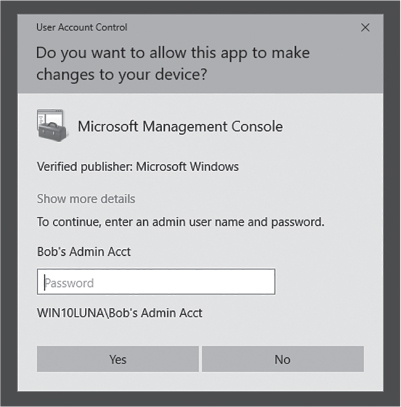 User Account Control
Do you want to allow this app to make
changes to your device?
Microsoft Management Console
Verified publisher: Microsoft Windows
Show more details
To continue, enter an admin user name and password.
Bob's Admin Acct
Password
WIN10LUNA\Bob's Admin Acct
Yes
No